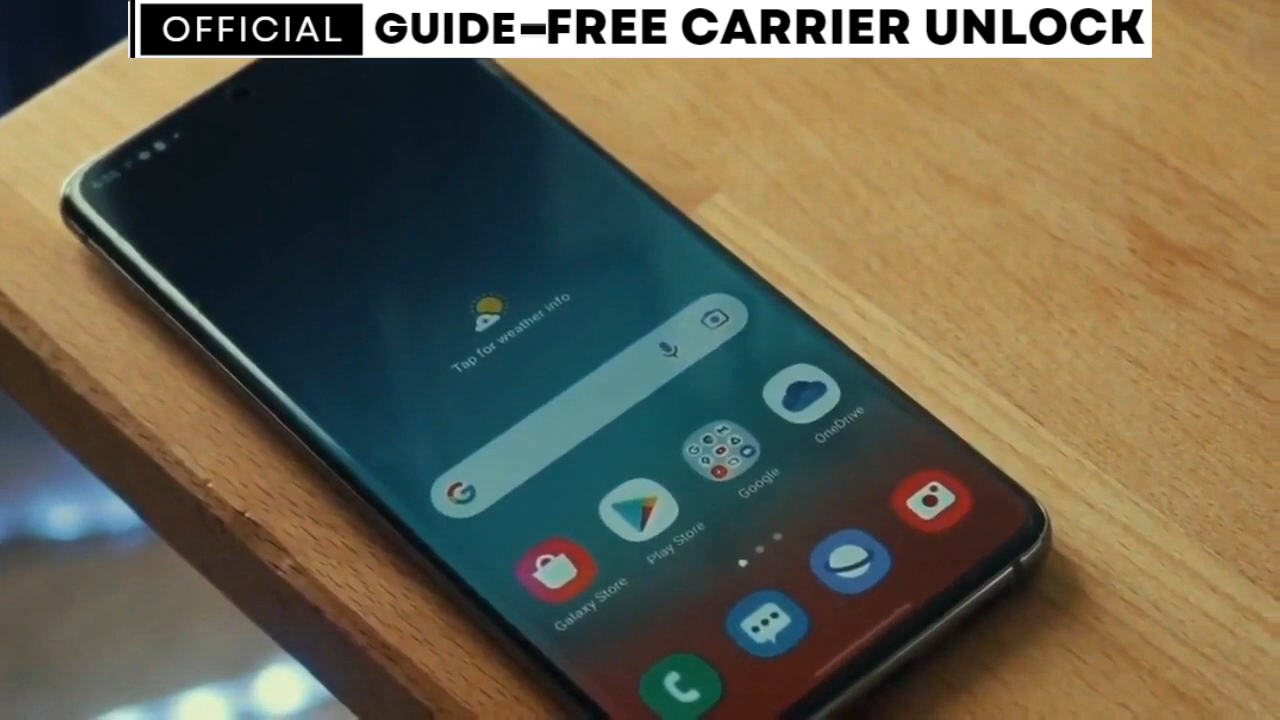 OFFICIAL GUIDE-FREE CARRIER UNLOCK
Tap for weather info
OneDrive
Google
Play Store
Galaxy Store